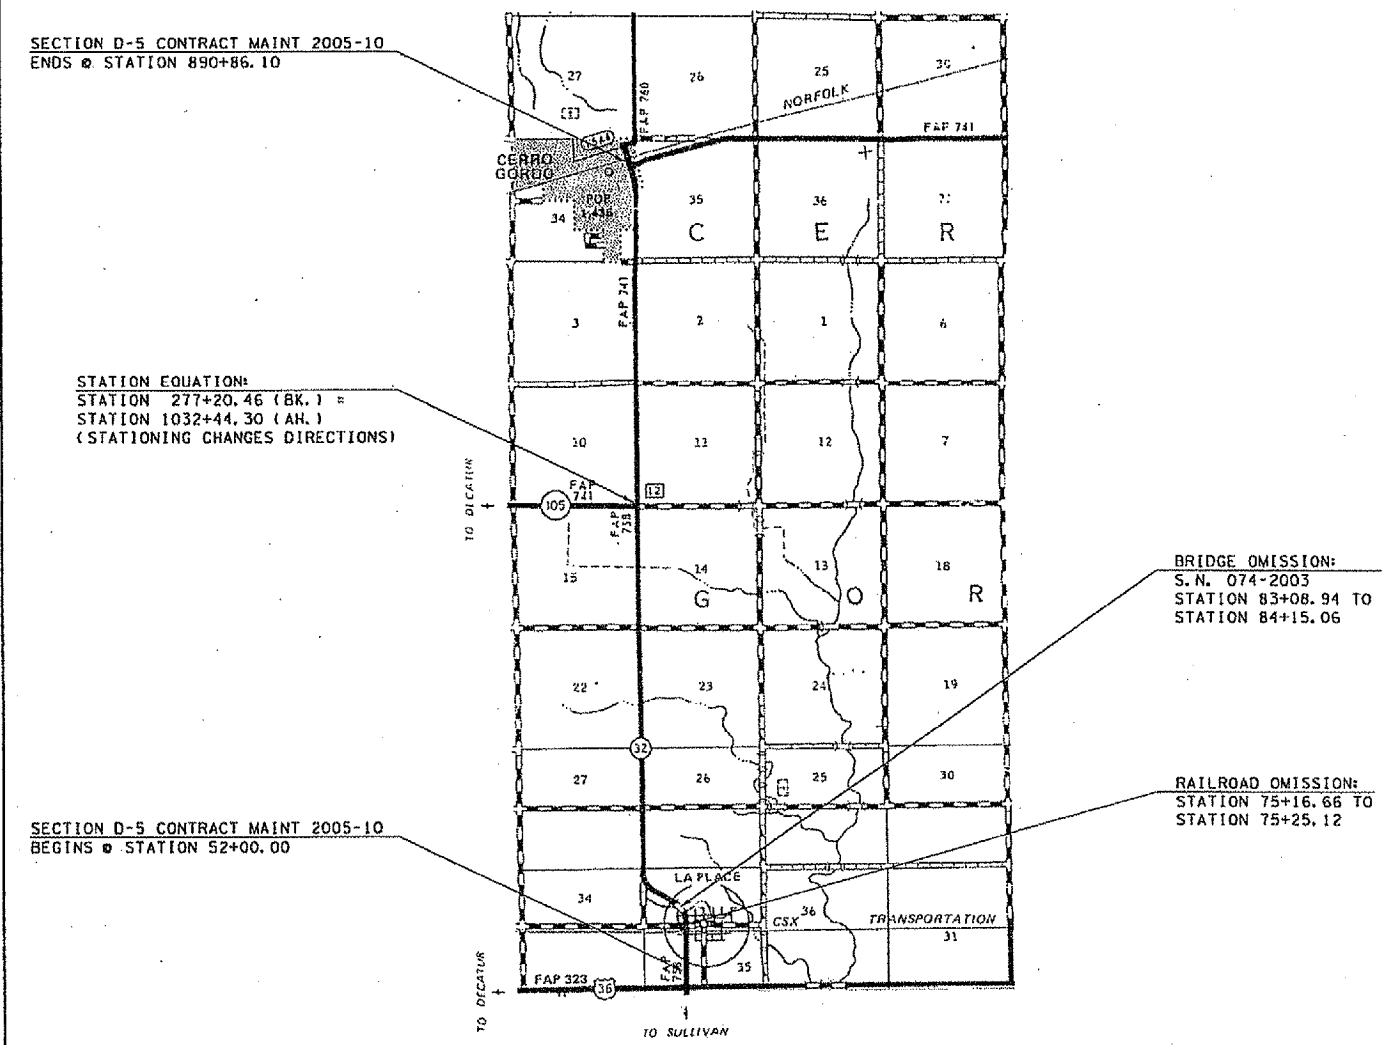 SECTION D-5 CONTRACT MAINT 2005-10
ENDS @ STATION 890+86.10
27
26
25
30
NORFOLK
FAP 760
FAP 741
CERRO
GORDO
POP
35
36
34
C E R
FAP 741
3
2
1
6
STATION EQUATION:
STATION 277+20.46 (BK.) =
STATION 1032+44.30 (AH.)
(STATIONING CHANGES DIRECTIONS)
10
11
12
7
TO DECATUR
105
FAP
741
12
FAP
738
15
14
13
18
G O R
BRIDGE OMISSION:
S.N. 074-2003
STATION 83+08.94 TO
STATION 84+15.06
22
23
24
19
32
27
26
25
30
RAILROAD OMISSION:
STATION 75+16.66 TO
STATION 75+25.12
SECTION D-5 CONTRACT MAINT 2005-10
BEGINS @ STATION 52+00.00
LA PLACE
34
36
CSX TRANSPORTATION
31
35
FAP
TO DECATUR
FAP 323
36
TO SULLIVAN